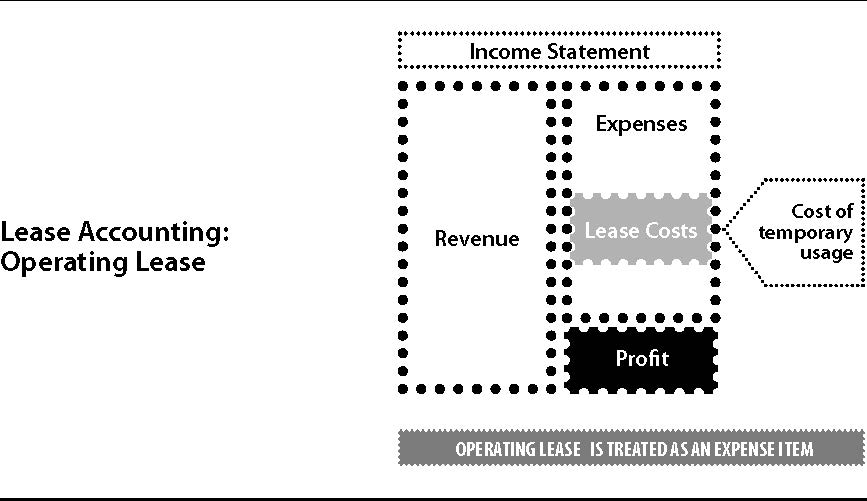 Lease Accounting:
Operating Lease
Income Statement
Revenue
Expenses
Lease Costs
Profit
Cost of
temporary
usage
OPERATING LEASE IS TREATED AS AN EXPENSE ITEM